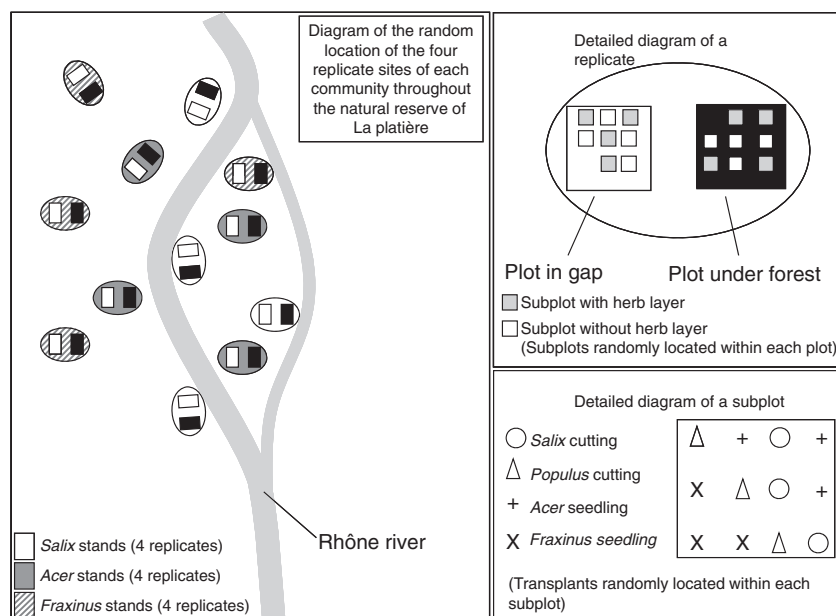 Diagram of the random
location of the four
replicate sites of each
community throughout
the natural reserve of
La platière
Rhône river
Salix stands (4 replicates)
Acer stands (4 replicates)
Fraxinus stands (4 replicates)
Detailed diagram of a
replicate
Plot in gap
Plot under forest
Subplot with herb layer
Subplot without herb layer
(Subplots randomly located within each plot)
Detailed diagram of a subplot
Salix cutting
Populus cutting
+ Acer seedling
X Fraxinus seedling
+ +
X +
X X
(Transplants randomly located within each
subplot)